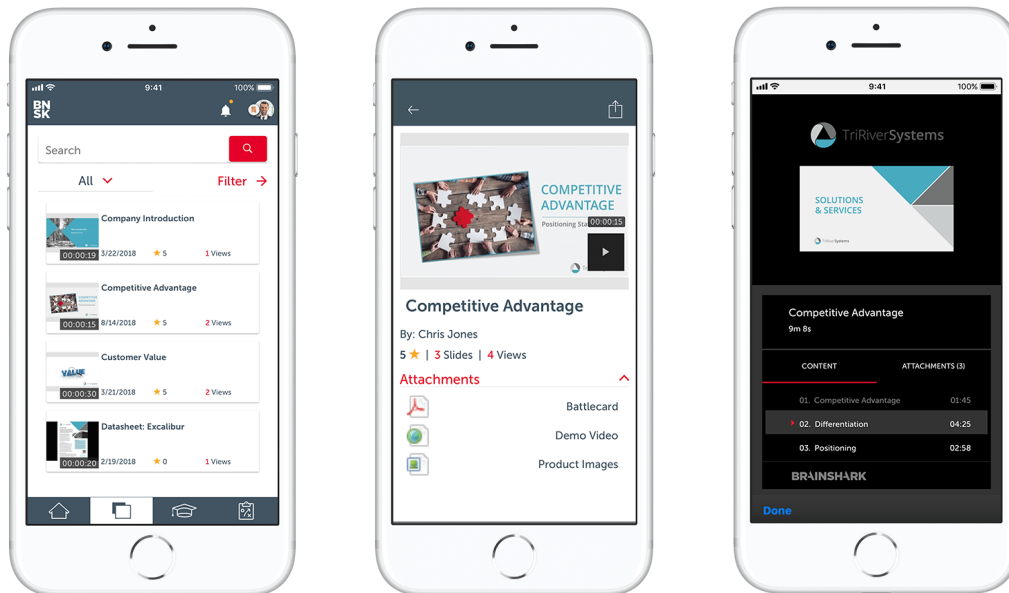 9:41
100%
BN
SK
Search
All
Filter
Company Introduction
00:00:19
3/22/2018
5
1 Views
Competitive Advantage
COMPETITIVE
ADVANTAGE
00:00:15
8/14/2018
5
2 Views
Customer Value
VALUE
00:00:30
3/21/2018
5
2 Views
Datasheet: Excalibur
00:00:20
2/19/2018
0
1 Views
COMPETITIVE
ADVANTAGE
Positioning Sta
00:00:15
Competitive Advantage
By: Chris Jones
5 ★ | 3 Slides | 4 Views
Attachments
Battlecard
Demo Video
Product Images
9:41
100%
TriRiverSystems
SOLUTIONS
& SERVICES
TriRiverSystems
Competitive Advantage
9m 8s
CONTENT
ATTACHMENTS (3)
01. Competitive Advantage 01:45
02. Differentiation 04:25
03. Positioning 02:58
BRAINSHARK
Done